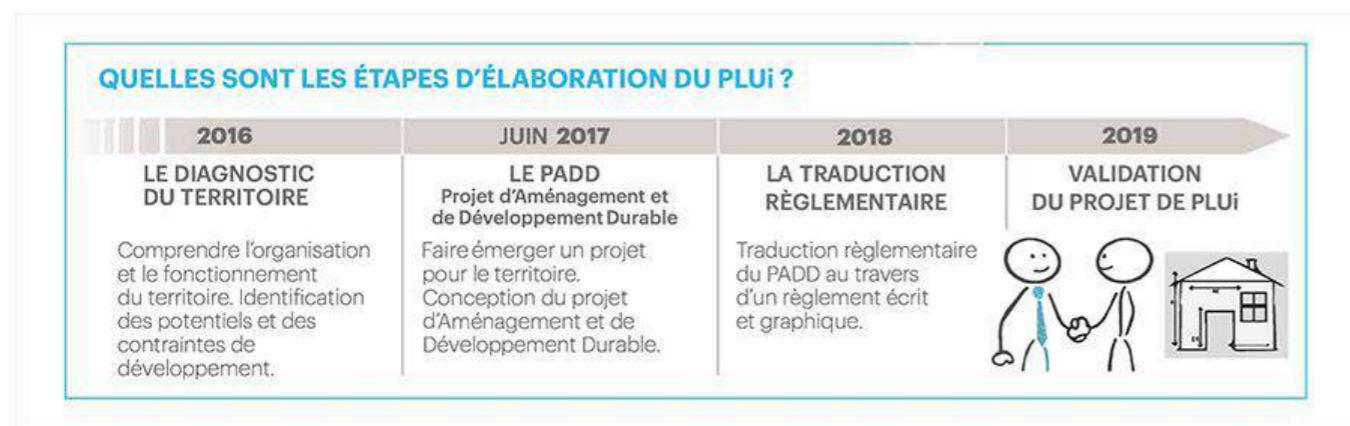 QUELLES SONT LES ÉTAPES D'ÉLABORATION DU PLUi ?
2016
LE DIAGNOSTIC
DU TERRITOIRE
Comprendre l'organisation
et le fonctionnement
du territoire. Identification
des potentiels et des
contraintes de
développement.
JUIN 2017
LE PADD
Projet d'Aménagement et
de Développement Durable
Faire émerger un projet
pour le territoire.
Conception du projet
d'Aménagement et de
Développement Durable.
2018
LA TRADUCTION
RÈGLEMENTAIRE
Traduction règlementaire
du PADD au travers
d'un règlement écrit
et graphique.
2019
VALIDATION
DU PROJET DE PLUi